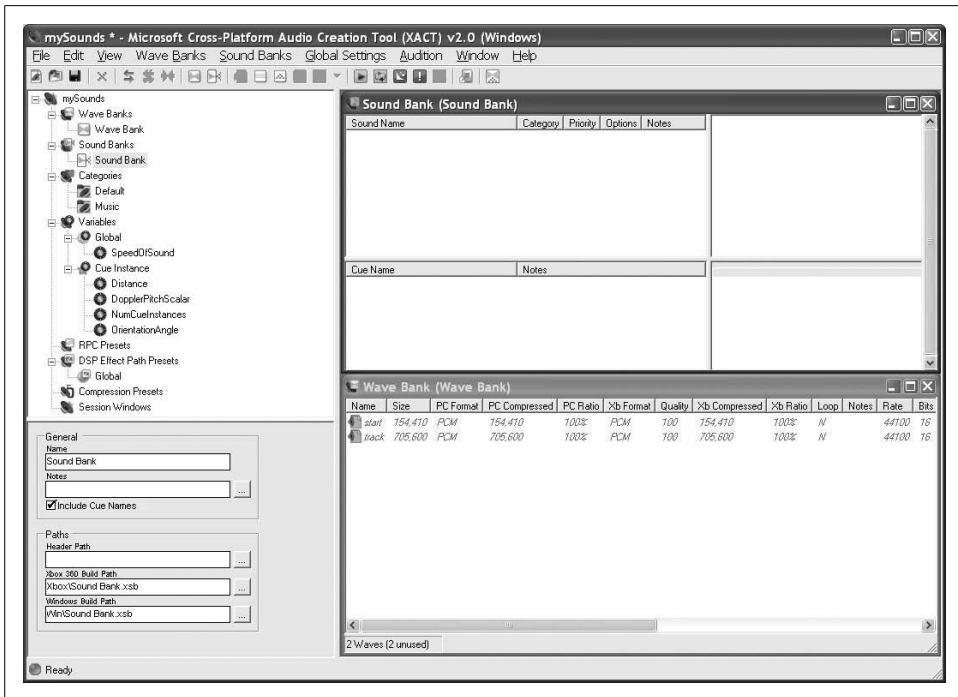 mySounds * - Microsoft Cross-Platform Audio Creation Tool (XACT) v2.0 (Windows)
File Edit View Wave Banks Sound Banks Global Settings Audition Window Help
mySounds
Wave Banks
Wave Bank
Sound Banks
Sound Bank
Categories
Default
Music
Variables
Global
SpeedOfSound
Cue Instance
Distance
DopplerPitchScalar
NumCueInstances
OrientationAngle
RPC Presets
DSP Effect Path Presets
Global
Compression Presets
Session Windows
General
Name
Sound Bank
Notes
...
Include Cue Names
Paths
Header Path
...
Xbox 360 Build Path
Xbox\Sound Bank.xsb
...
Windows Build Path
Win\Sound Bank.xsb
...
Sound Bank (Sound Bank)
Sound Name Category Priority Options Notes
Cue Name Notes
Wave Bank (Wave Bank)
Name Size PC Format PC Compressed PC Ratio Xb Format Quality Xb Compressed Xb Ratio Loop Notes Rate Bits
start 154,410 PCM 154,410 100% PCM 100 154,410 100% N 44100 16
track 705,600 PCM 705,600 100% PCM 100 705,600 100% N 44100 16
2 Waves (2 unused)
Ready